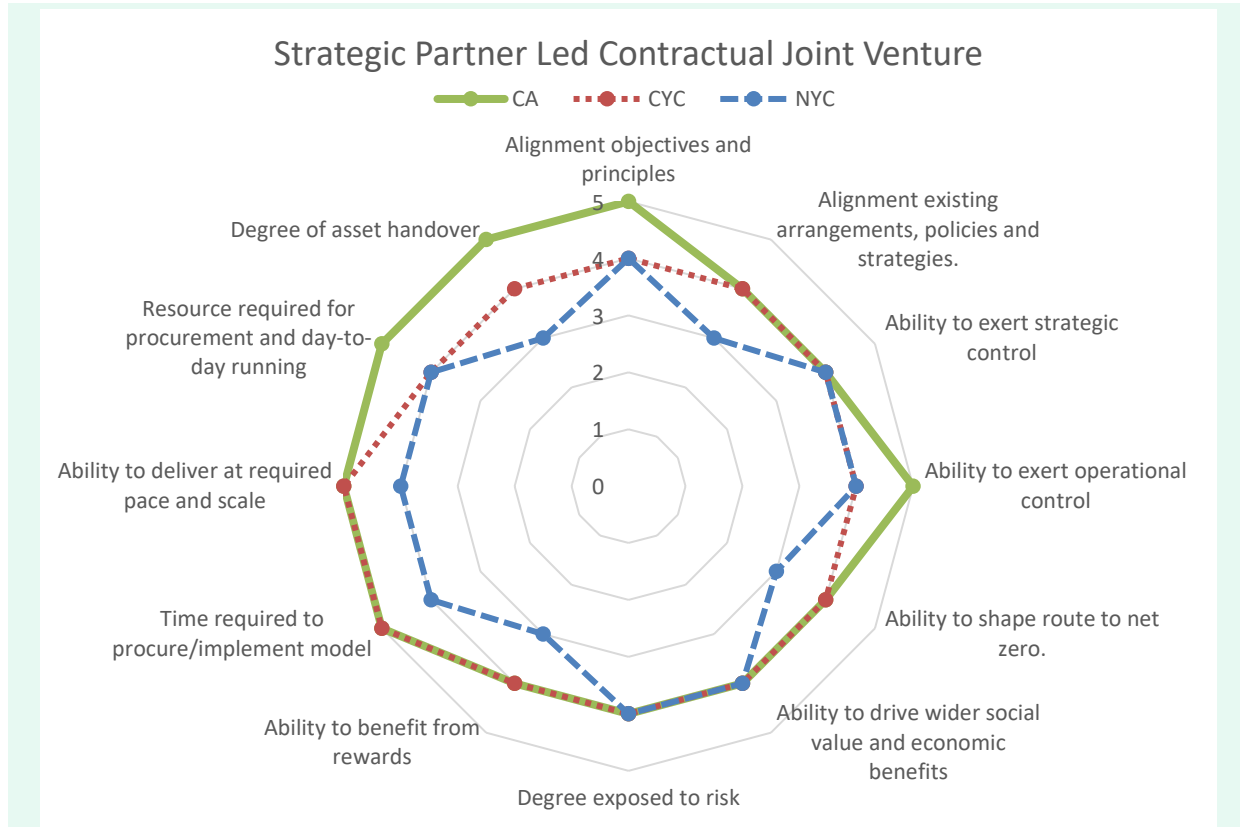 Strategic Partner Led Contractual Joint Venture
CA
CYC
NYC
Alignment objectives and
principles
Alignment existing
arrangements, policies and
strategies.
Ability to exert strategic
control
Ability to exert operational
control
Ability to shape route to net
zero.
Ability to drive wider social
value and economic
benefits
Degree exposed to risk
Ability to benefit from
rewards
Time required to
procure/implement model
Ability to deliver at required
pace and scale
Resource required for
procurement and day-to-
day running
Degree of asset handover
5
4
3
2
1
0